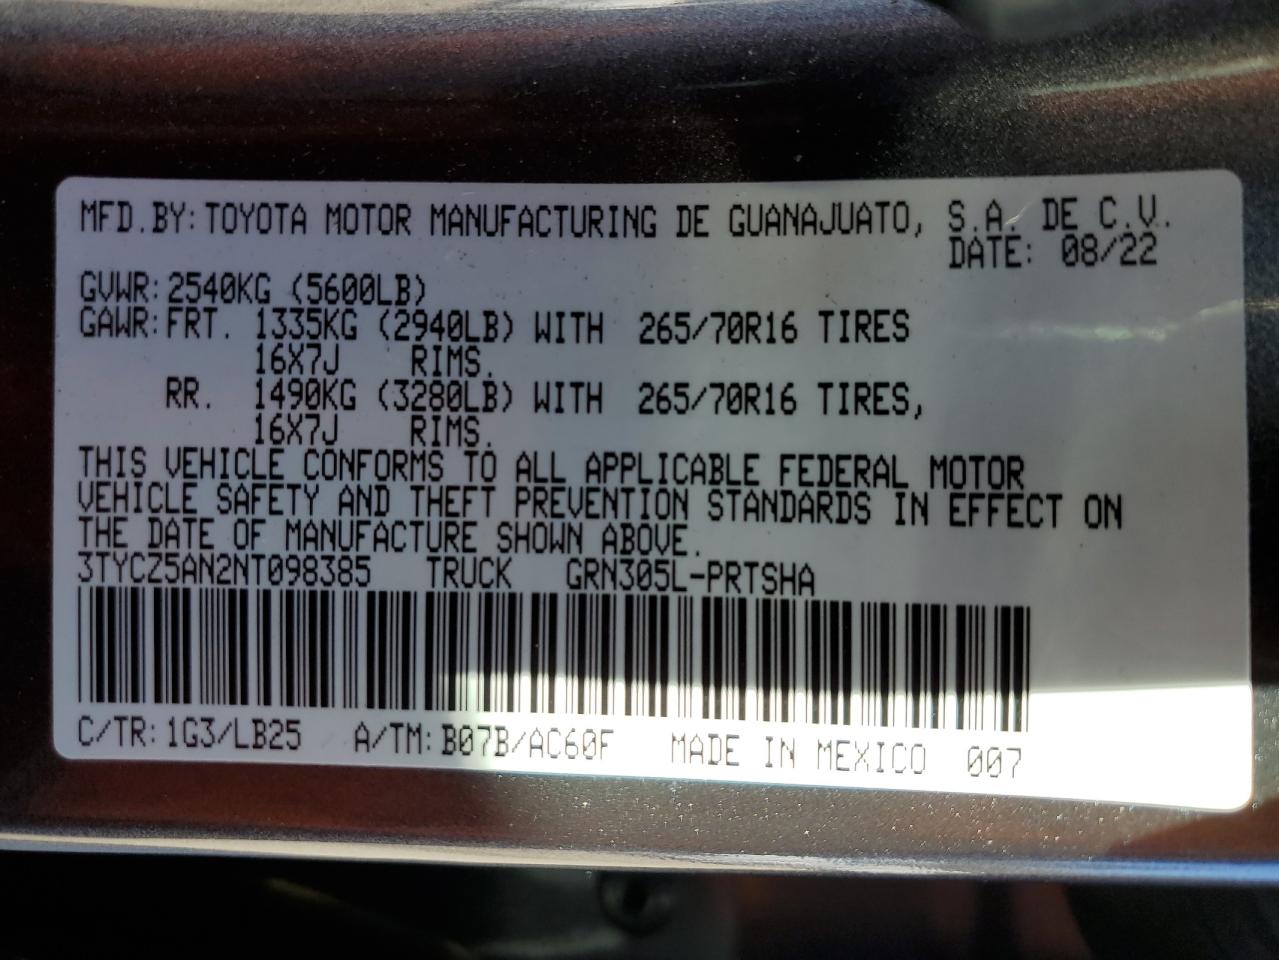 MFD.BY: TOYOTA MOTOR MANUFACTURING DE GUANAJUATO, S.A. DE C.V.
DATE: 08/22
GVWR: 2540KG (5600LB)
GAWR: FRT. 1335KG (2940LB) WITH 265/70R16 TIRES
16X7J RIMS.
RR. 1490KG (3280LB) WITH 265/70R16 TIRES,
16X7J RIMS.
THIS VEHICLE CONFORMS TO ALL APPLICABLE FEDERAL MOTOR
VEHICLE SAFETY AND THEFT PREVENTION STANDARDS IN EFFECT ON
THE DATE OF MANUFACTURE SHOWN ABOVE.
3TYCZ5AN2NT098385 TRUCK GRN305L-PRTSHA
C/TR: 1G3/LB25 A/TM: B07B/AC60F MADE IN MEXICO 007